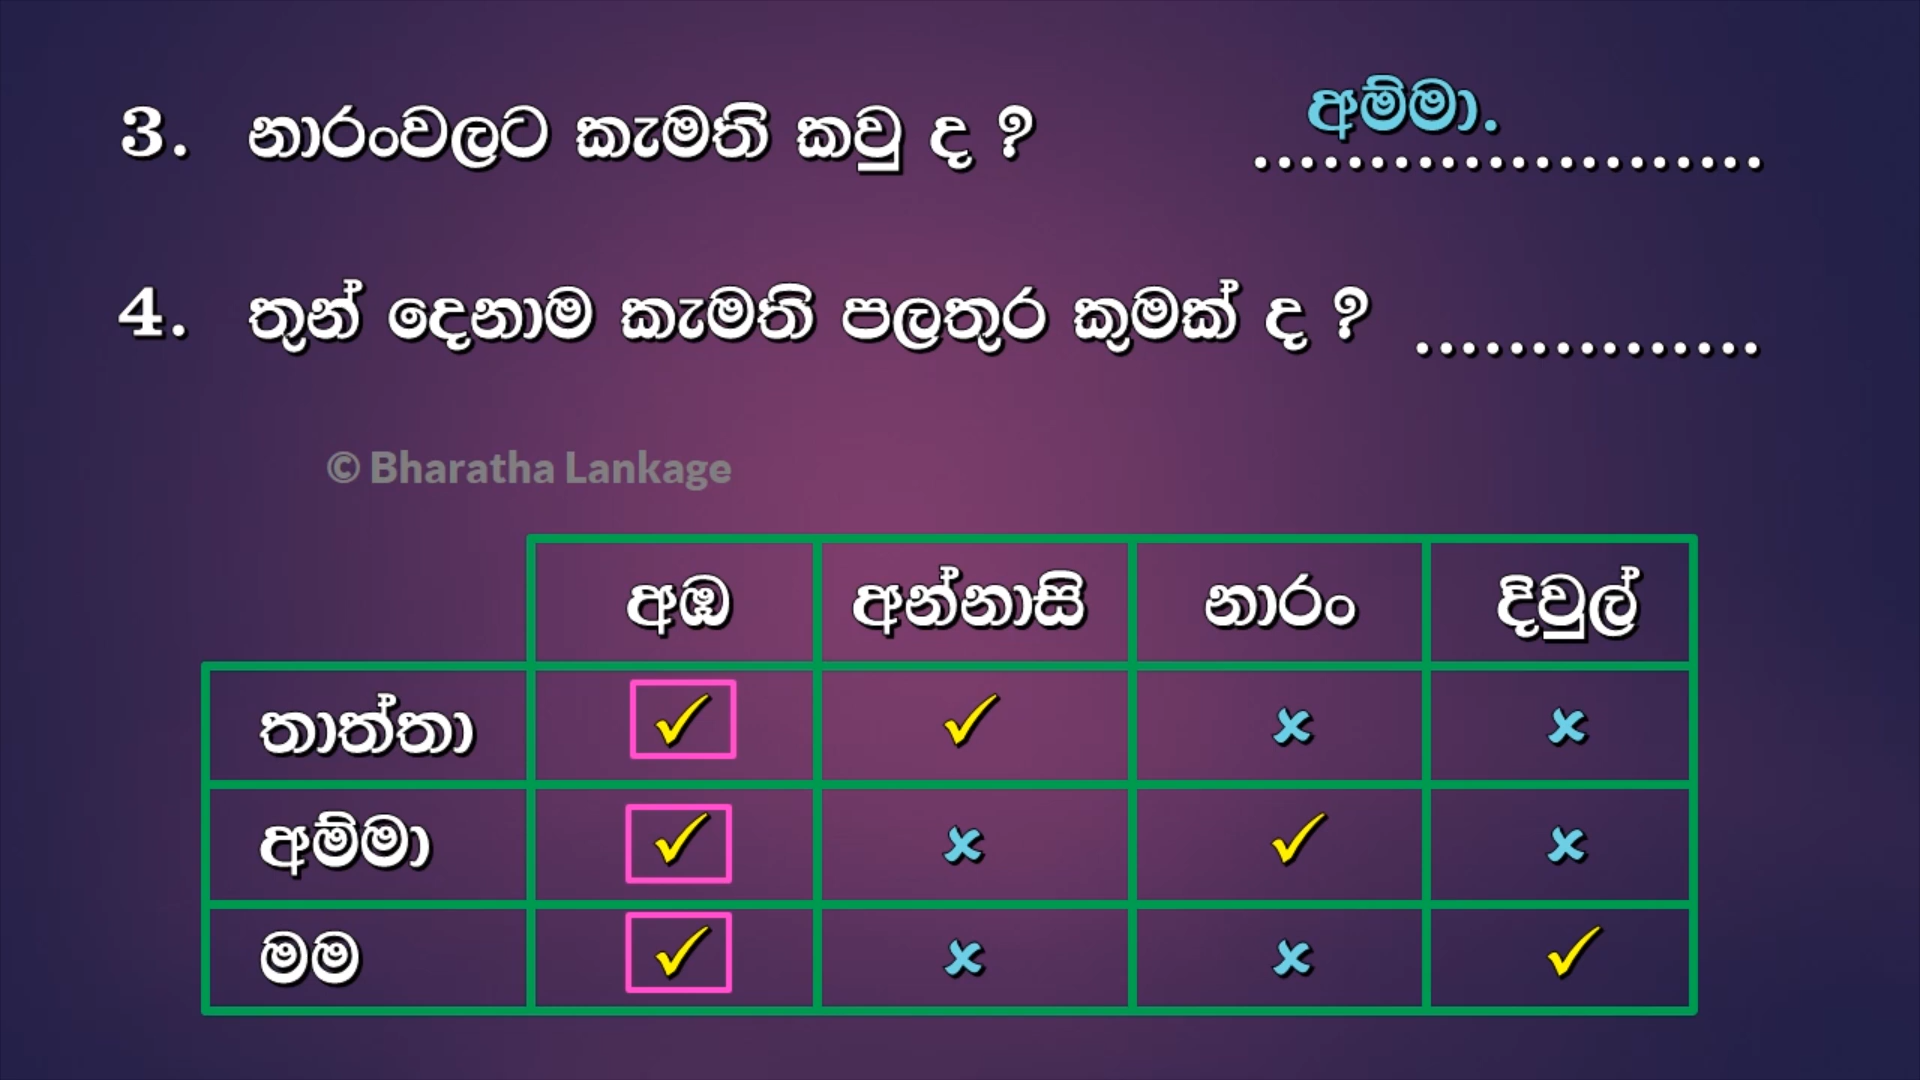 3. නාරංවලට කැමති කවු ද ? අම්මා.
4. තුන් දෙනාම කැමති පලතුර කුමක් ද ? ...............
© Bharatha Lankage
අඹ අන්නාසි නාරං දිවුල්
තාත්තා ✓ ✓ ✗ ✗
අම්මා ✓ ✗ ✓ ✗
මම ✓ ✗ ✗ ✓